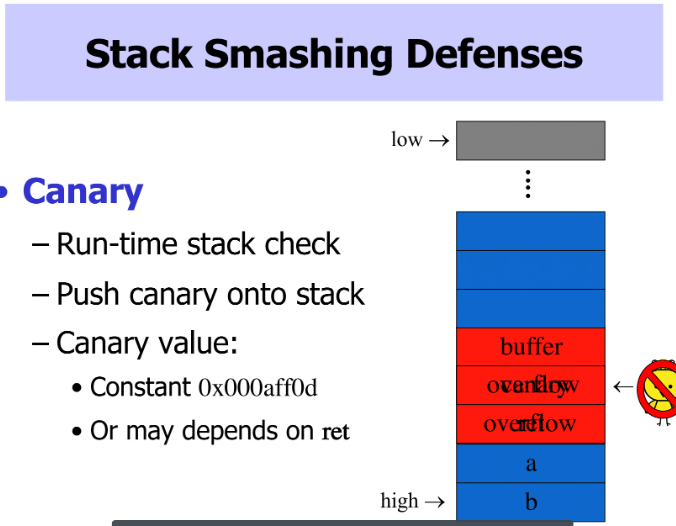 Stack Smashing Defenses
• Canary
– Run-time stack check
– Push canary onto stack
– Canary value:
• Constant 0x000aff0d
• Or may depends on ret
low →
buffer
overflow
canary
←
overflow
ret
a
high →
b